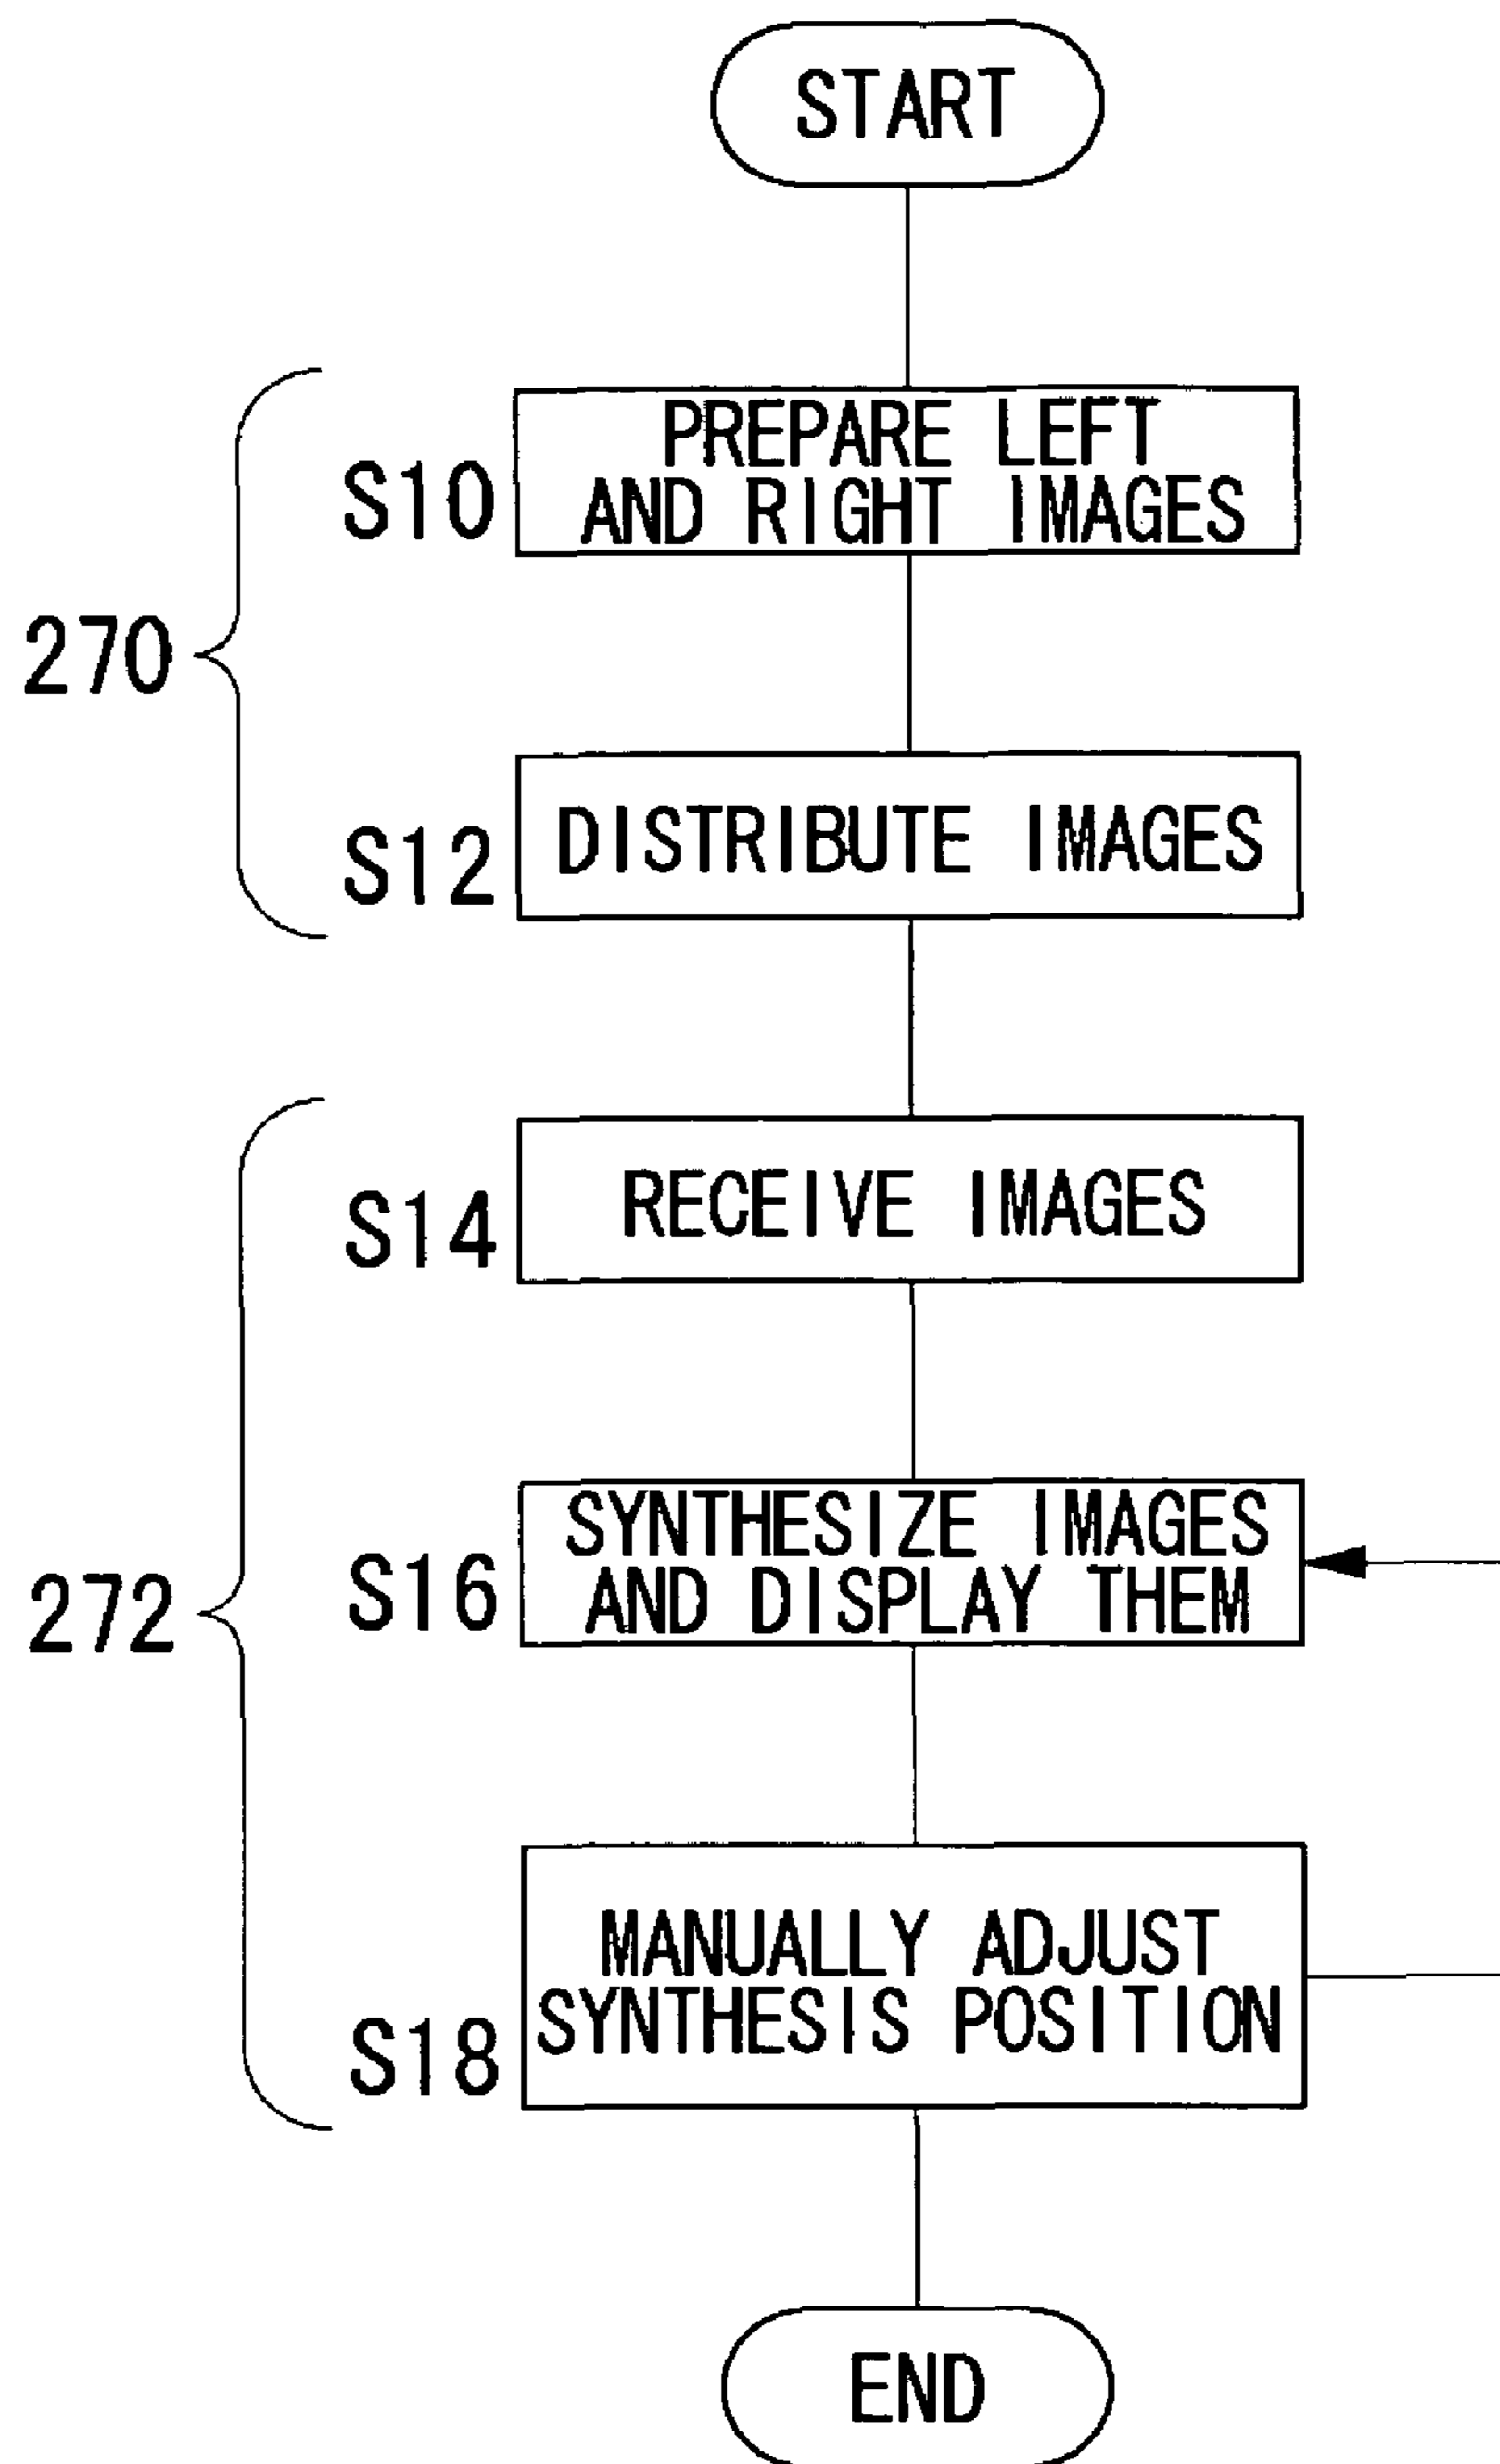 START
S10
PREPARE LEFT
AND RIGHT IMAGES
270
S12
DISTRIBUTE IMAGES
S14
RECEIVE IMAGES
272
S16
SYNTHESIZE IMAGES
AND DISPLAY THEM
S18
MANUALLY ADJUST
SYNTHESIS POSITION
END